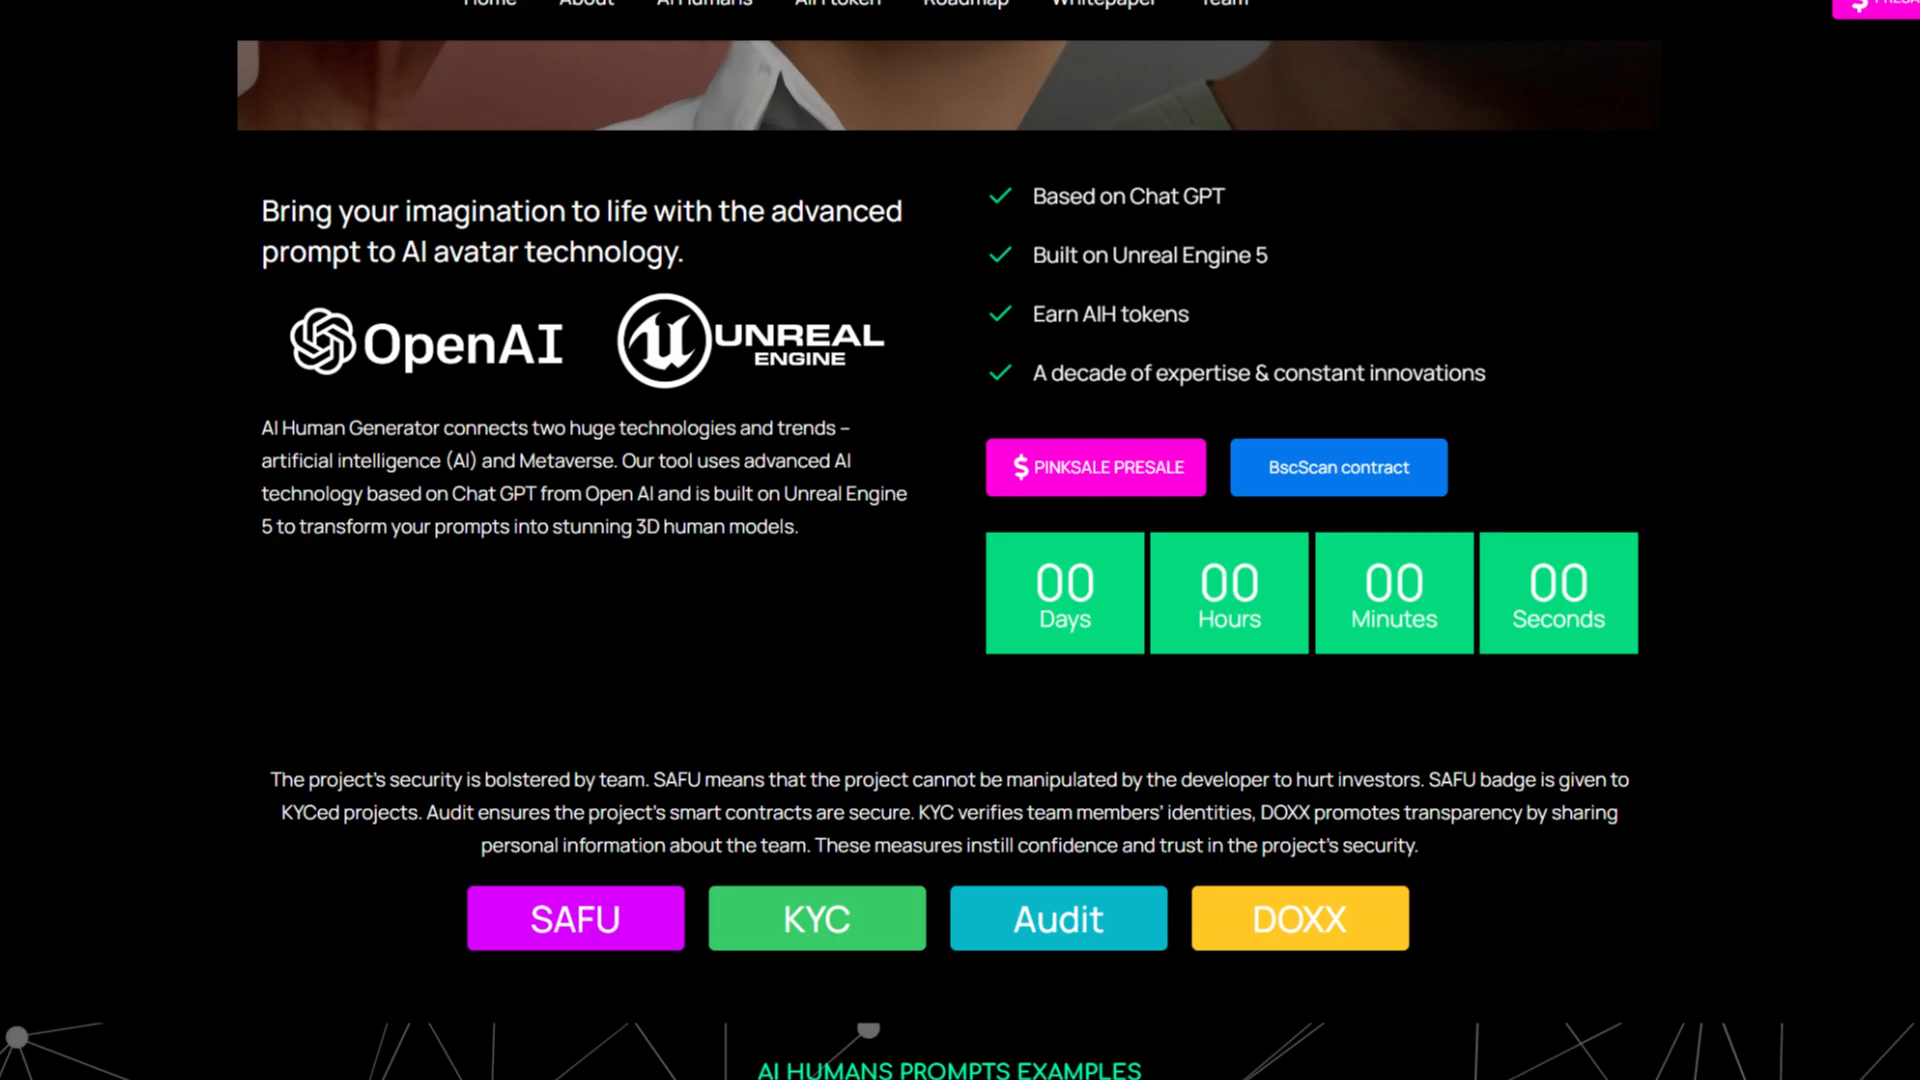 Home About AI Humans AIH token Roadmap Whitepaper Team
Bring your imagination to life with the advanced
prompt to AI avatar technology.
OpenAI
UNREAL
ENGINE
AI Human Generator connects two huge technologies and trends –
artificial intelligence (AI) and Metaverse. Our tool uses advanced AI
technology based on Chat GPT from Open AI and is built on Unreal Engine
5 to transform your prompts into stunning 3D human models.
Based on Chat GPT
Built on Unreal Engine 5
Earn AIH tokens
A decade of expertise & constant innovations
$ PINKSALE PRESALE
BscScan contract
00 00 00 00
Days Hours Minutes Seconds
The project's security is bolstered by team. SAFU means that the project cannot be manipulated by the developer to hurt investors. SAFU badge is given to
KYCed projects. Audit ensures the project's smart contracts are secure. KYC verifies team members' identities, DOXX promotes transparency by sharing
personal information about the team. These measures instill confidence and trust in the project's security.
SAFU KYC Audit DOXX
AI HUMANS PROMPTS EXAMPLES